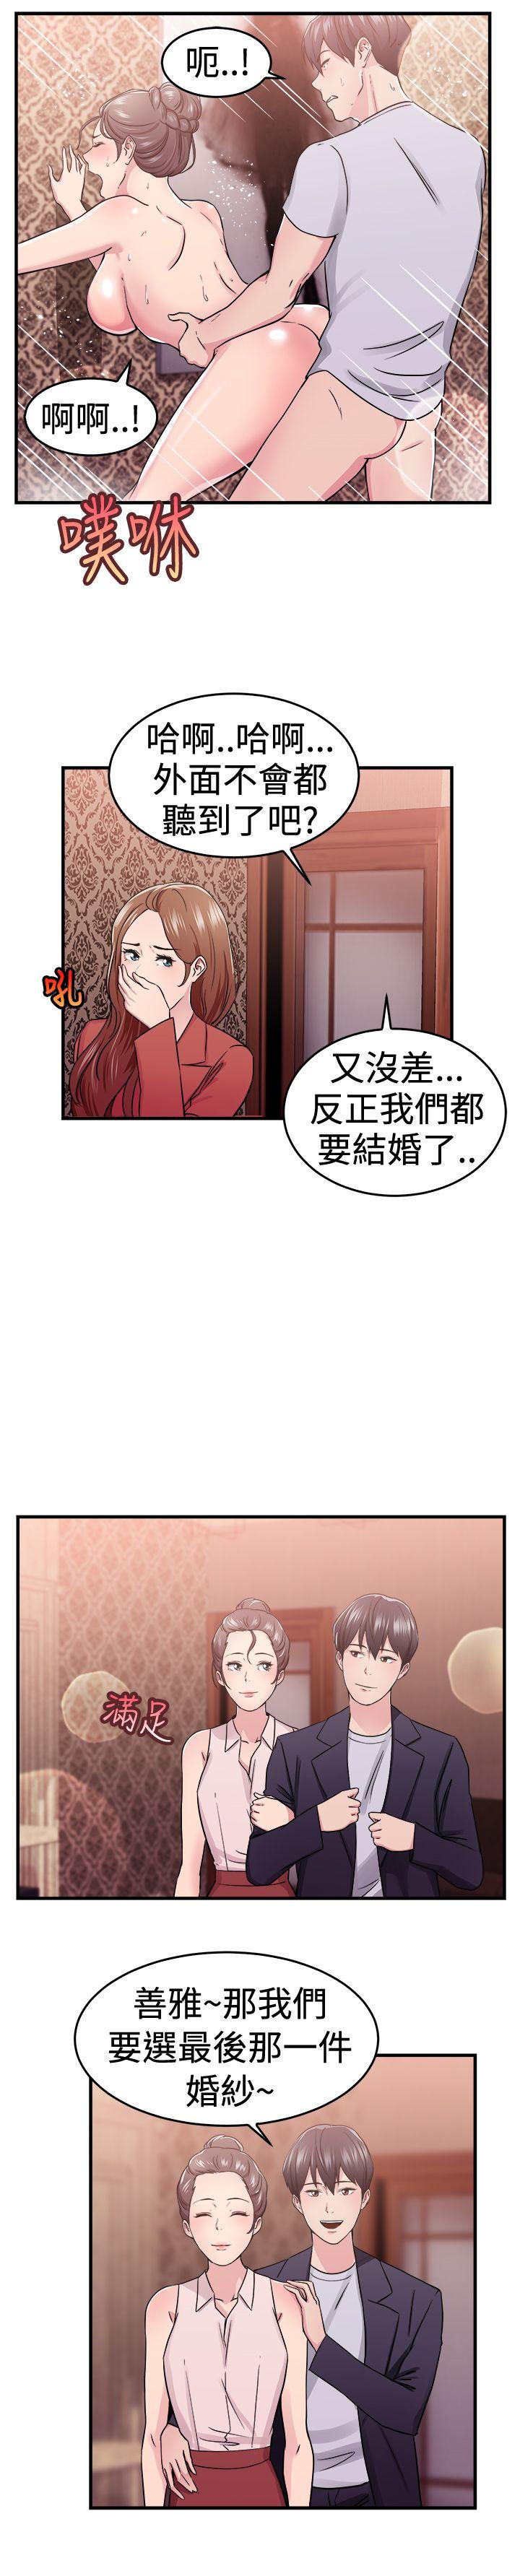 呃..!
啊啊..!
噗咻
哈啊..哈啊...
外面不會都
聽到了吧?
吼
又沒差...
反正我們都
要結婚了..
滿足
善雅~那我們
要選最後那一件
婚紗~